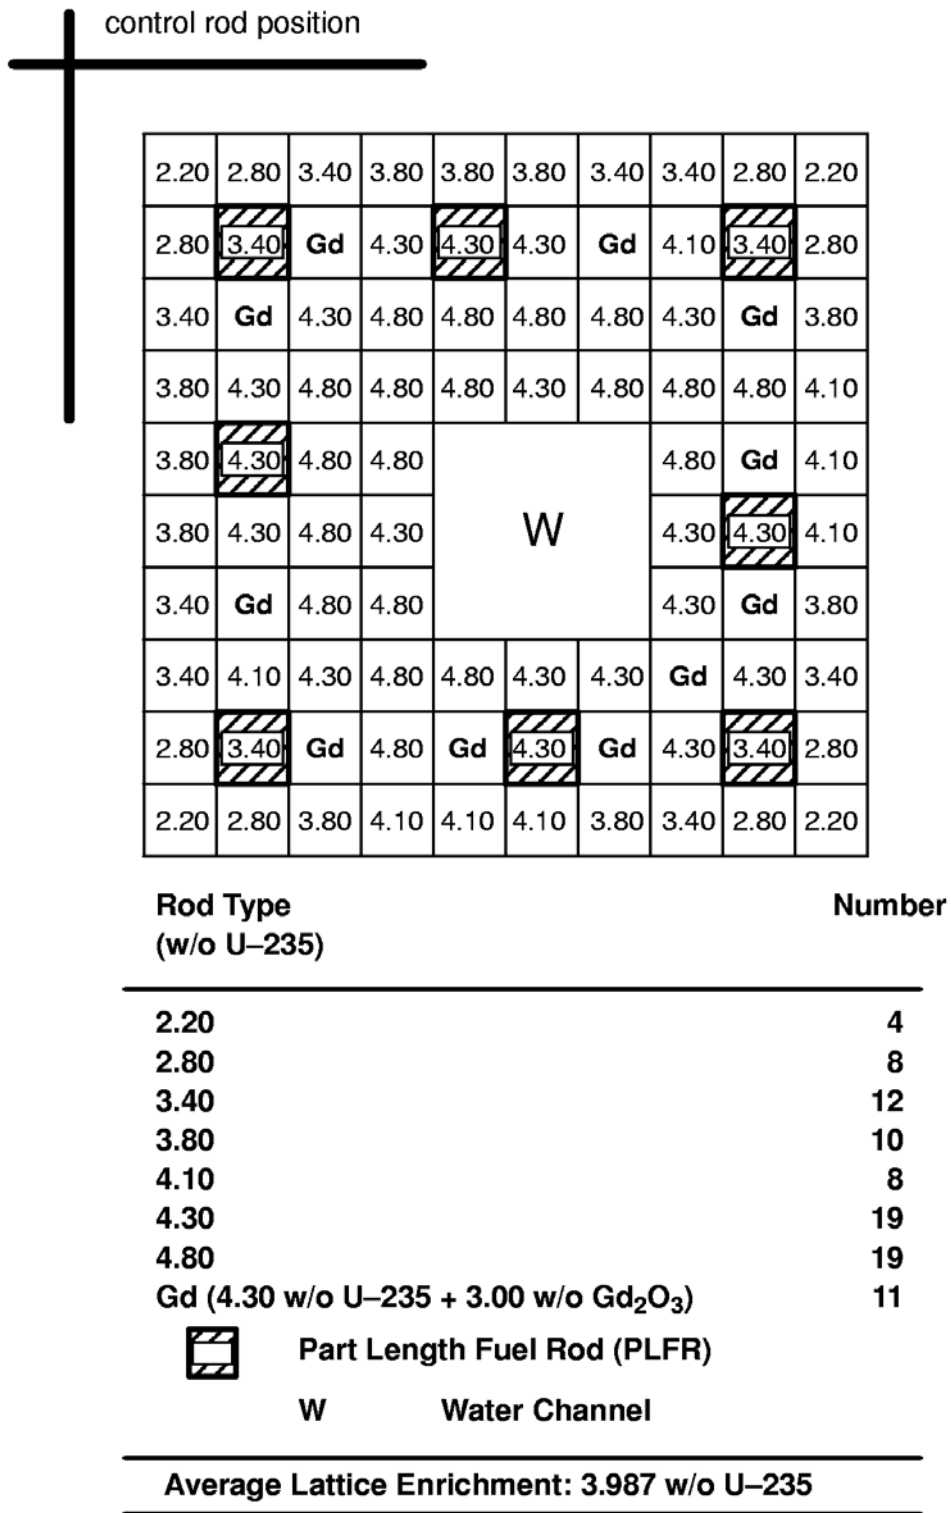 control rod position
2.20 2.80 3.40 3.80 3.80 3.80 3.40 3.40 2.80 2.20
2.80 3.40 Gd 4.30 4.30 4.30 Gd 4.10 3.40 2.80
3.40 Gd 4.30 4.80 4.80 4.80 4.80 4.30 Gd 3.80
3.80 4.30 4.80 4.80 4.80 4.30 4.80 4.80 4.80 4.10
3.80 4.30 4.80 4.80 4.80 Gd 4.10
3.80 4.30 4.80 4.30 W 4.30 4.30 4.10
3.40 Gd 4.80 4.80 4.30 Gd 3.80
3.40 4.10 4.30 4.80 4.80 4.30 4.30 Gd 4.30 3.40
2.80 3.40 Gd 4.80 Gd 4.30 Gd 4.30 3.40 2.80
2.20 2.80 3.80 4.10 4.10 4.10 3.80 3.40 2.80 2.20
Rod Type Number
(w/o U–235)
2.20 4
2.80 8
3.40 12
3.80 10
4.10 8
4.30 19
4.80 19
Gd (4.30 w/o U–235 + 3.00 w/o Gd₂O₃) 11
Part Length Fuel Rod (PLFR)
W Water Channel
Average Lattice Enrichment: 3.987 w/o U–235